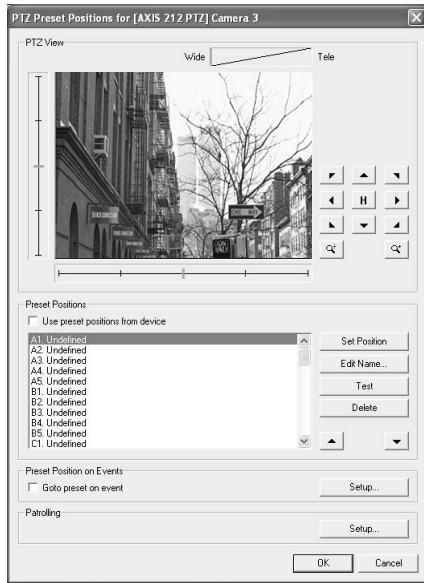 PTZ Preset Positions for [AXIS 212 PTZ] Camera 3
PTZ View
Wide
Tele
ONE WAY
H
Preset Positions
Use preset positions from device
A1. Undefined
A2. Undefined
A3. Undefined
A4. Undefined
A5. Undefined
B1. Undefined
B2. Undefined
B3. Undefined
B4. Undefined
B5. Undefined
C1. Undefined
Set Position
Edit Name...
Test
Delete
Preset Position on Events
Goto preset on event
Setup...
Patrolling
Setup...
OK
Cancel